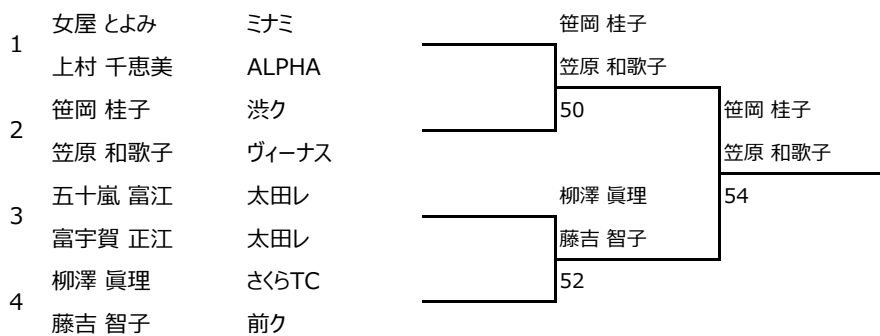 1
女屋 とよみ ミナミ
上村 千恵美 ALPHA
2
笹岡 桂子 渋ク
笠原 和歌子 ヴィーナス
3
五十嵐 富江 太田レ
富宇賀 正江 太田レ
4
柳澤 眞理 さくらTC
藤吉 智子 前ク
笹岡 桂子
笠原 和歌子
50
柳澤 眞理
藤吉 智子
52
笹岡 桂子
笠原 和歌子
54